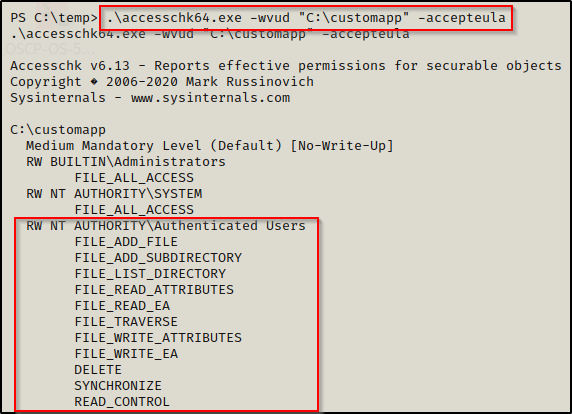 PS C:\temp> .\accesschk64.exe -wvud "C:\customapp" -accepteula
.\accesschk64.exe -wvud "C:\customapp" -accepteula
Accesschk v6.13 - Reports effective permissions for securable objects
Copyright � 2006-2020 Mark Russinovich
Sysinternals - www.sysinternals.com
C:\customapp
Medium Mandatory Level (Default) [No-Write-Up]
RW BUILTIN\Administrators
FILE_ALL_ACCESS
RW NT AUTHORITY\SYSTEM
FILE_ALL_ACCESS
RW NT AUTHORITY\Authenticated Users
FILE_ADD_FILE
FILE_ADD_SUBDIRECTORY
FILE_LIST_DIRECTORY
FILE_READ_ATTRIBUTES
FILE_READ_EA
FILE_TRAVERSE
FILE_WRITE_ATTRIBUTES
FILE_WRITE_EA
DELETE
SYNCHRONIZE
READ_CONTROL